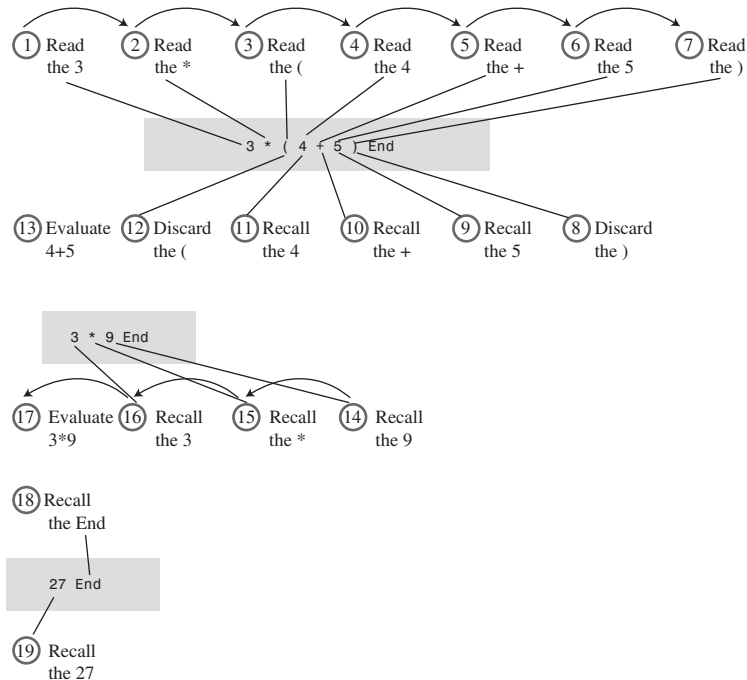 1 Read the 3
2 Read the *
3 Read the (
4 Read the 4
5 Read the +
6 Read the 5
7 Read the )
3 * ( 4 + 5 ) End
13 Evaluate 4+5
12 Discard the (
11 Recall the 4
10 Recall the +
9 Recall the 5
8 Discard the )
3 * 9 End
17 Evaluate 3*9
16 Recall the 3
15 Recall the *
14 Recall the 9
18 Recall the End
27 End
19 Recall the 27